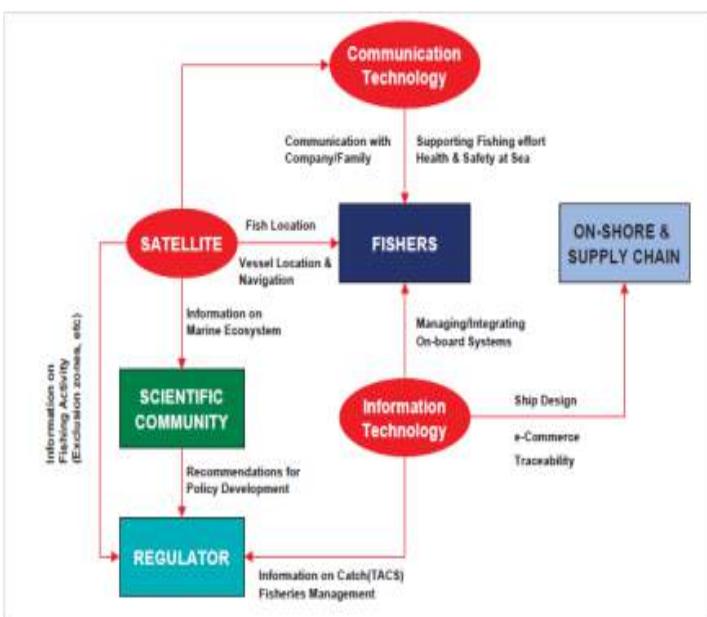 Communication
Technology
Communication with
Company/Family
Supporting Fishing effort
Health & Safety at Sea
SATELLITE
Fish Location
Vessel Location &
Navigation
FISHERS
ON-SHORE &
SUPPLY CHAIN
Information on
Marine Ecosystem
Managing/Integrating
On-board Systems
Information on
Fishing Activity
(Exclusion zones, etc)
SCIENTIFIC
COMMUNITY
Information
Technology
Ship Design
e-Commerce
Traceability
Recommendations for
Policy Development
REGULATOR
Information on Catch(TACS)
Fisheries Management